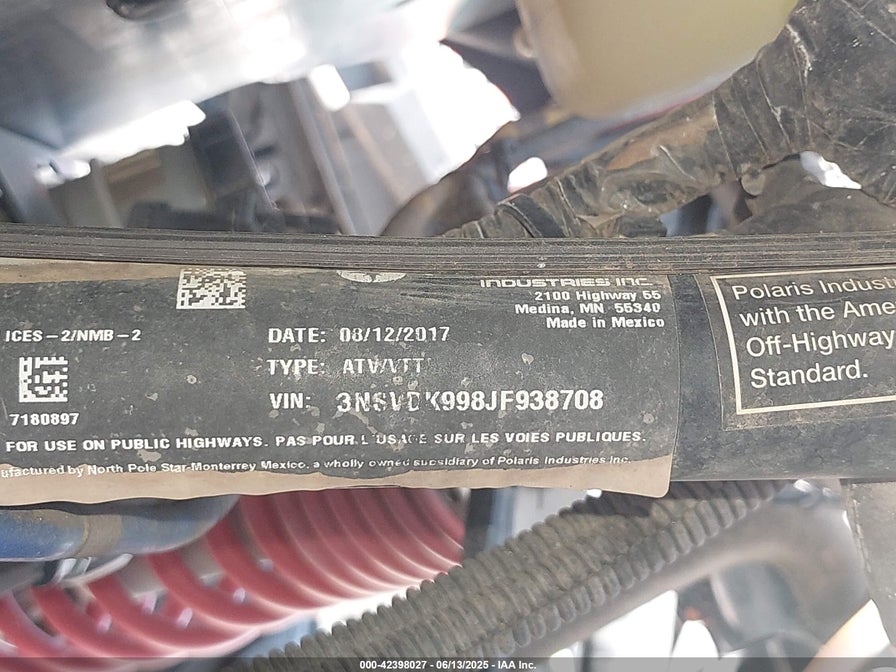 INDUSTRIES INC.
2100 Highway 55
Medina, MN 55340
Made in Mexico
ICES-2/NMB-2
DATE: 08/12/2017
TYPE: ATV/VTT
VIN: 3NSVDK998JF938708
7180897
FOR USE ON PUBLIC HIGHWAYS. PAS POUR L'USAGE SUR LES VOIES PUBLIQUES.
ufactured by North Pole Star-Monterrey Mexico, a wholly owned subsidiary of Polaris Industries Inc.
Polaris Indust
with the Ame
Off-Highway
Standard.
000-42398027 - 06/13/2025 - IAA Inc.